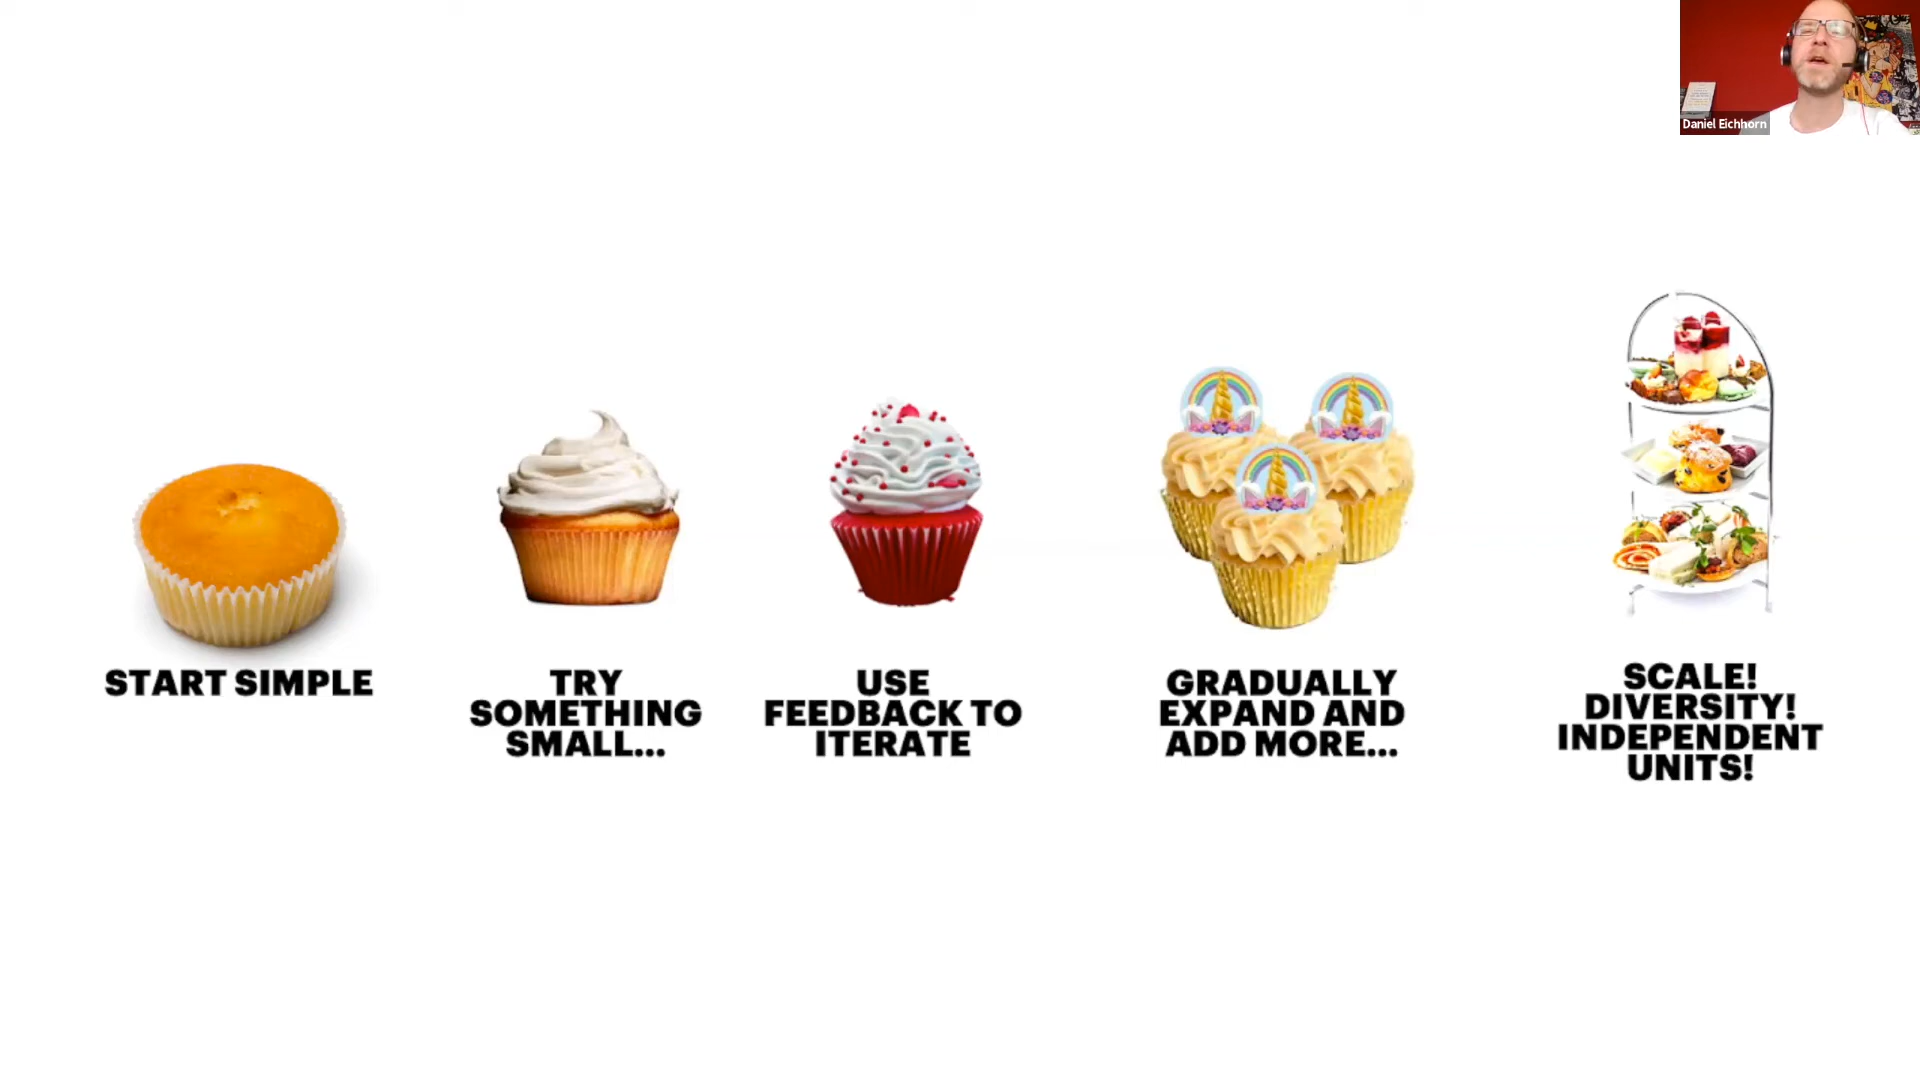 Daniel Eichhorn
START SIMPLE
TRY
SOMETHING
SMALL...
USE
FEEDBACK TO
ITERATE
GRADUALLY
EXPAND AND
ADD MORE...
SCALE!
DIVERSITY!
INDEPENDENT
UNITS!